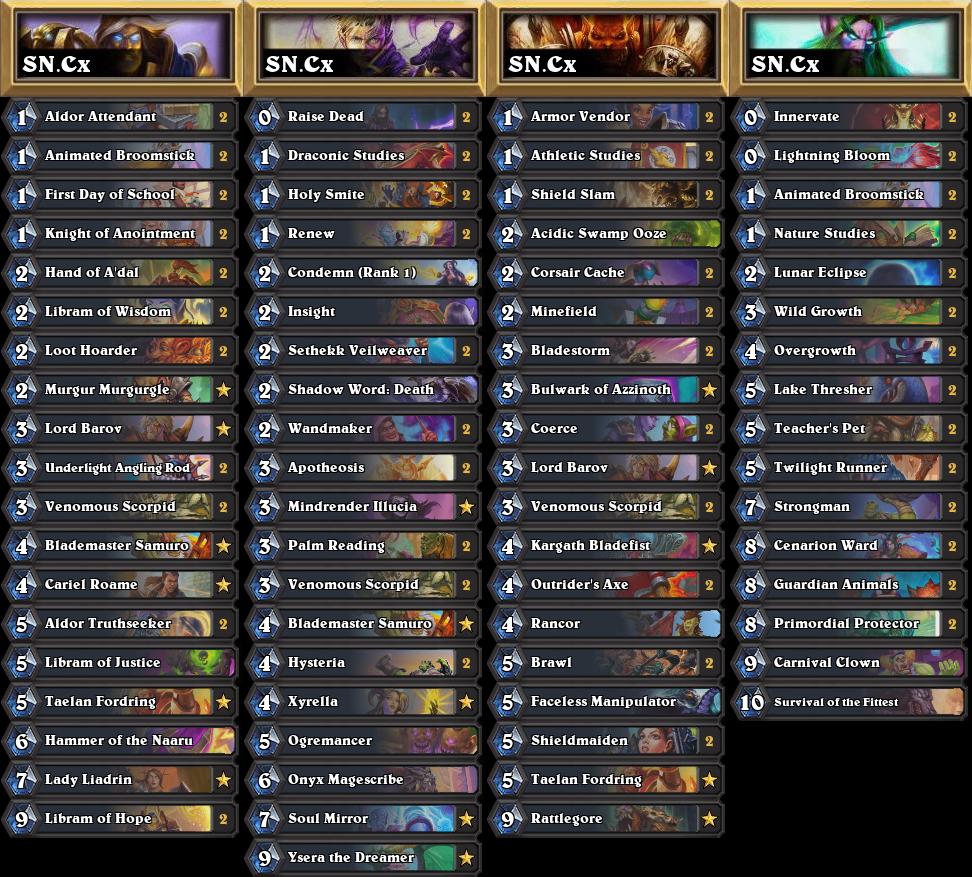 SN.Cx
1 Aldor Attendant 2
1 Animated Broomstick 2
1 First Day of School 2
1 Knight of Anointment 2
2 Hand of A'dal 2
2 Libram of Wisdom 2
2 Loot Hoarder 2
2 Murgur Murgurgle
3 Lord Barov
3 Underlight Angling Rod 2
3 Venomous Scorpid 2
4 Blademaster Samuro
4 Cariel Roame
5 Aldor Truthseeker 2
5 Libram of Justice
5 Taelan Fordring
6 Hammer of the Naaru
7 Lady Liadrin
9 Libram of Hope 2
SN.Cx
0 Raise Dead 2
1 Draconic Studies 2
1 Holy Smite 2
1 Renew 2
2 Condemn (Rank 1)
2 Insight
2 Sethekk Veilweaver 2
2 Shadow Word: Death
2 Wandmaker 2
3 Apotheosis 2
3 Mindrender Illucia
3 Palm Reading 2
3 Venomous Scorpid 2
4 Blademaster Samuro
4 Hysteria 2
4 Xyrella
5 Ogremancer
6 Onyx Magescribe
7 Soul Mirror
9 Ysera the Dreamer
SN.Cx
1 Armor Vendor 2
1 Athletic Studies 2
1 Shield Slam 2
2 Acidic Swamp Ooze
2 Corsair Cache 2
2 Minefield 2
3 Bladestorm 2
3 Bulwark of Azzinoth
3 Coerce 2
3 Lord Barov
3 Venomous Scorpid 2
4 Kargath Bladefist
4 Outrider's Axe 2
4 Rancor
5 Brawl 2
5 Faceless Manipulator
5 Shieldmaiden 2
5 Taelan Fordring
9 Rattlegore
SN.Cx
0 Innervate 2
0 Lightning Bloom 2
1 Animated Broomstick 2
1 Nature Studies 2
2 Lunar Eclipse 2
3 Wild Growth 2
4 Overgrowth 2
5 Lake Thresher 2
5 Teacher's Pet 2
5 Twilight Runner 2
7 Strongman 2
8 Cenarion Ward 2
8 Guardian Animals 2
8 Primordial Protector 2
9 Carnival Clown
10 Survival of the Fittest